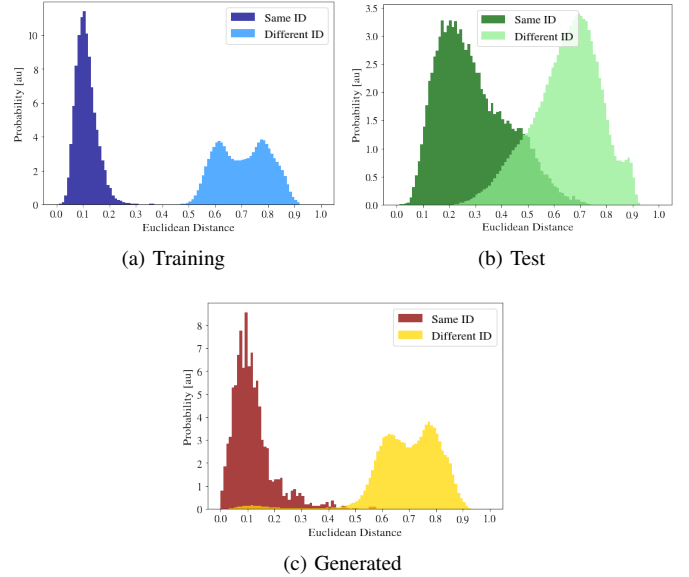 Same ID
Different ID
Probability [au]
10
8
6
4
2
0
0.0 0.1 0.2 0.3 0.4 0.5 0.6 0.7 0.8 0.9 1.0
Euclidean Distance
(a) Training
Same ID
Different ID
Probability [au]
3.5
3.0
2.5
2.0
1.5
1.0
0.5
0.0
0.0 0.1 0.2 0.3 0.4 0.5 0.6 0.7 0.8 0.9 1.0
Euclidean Distance
(b) Test
Same ID
Different ID
Probability [au]
8
7
6
5
4
3
2
1
0
0.0 0.1 0.2 0.3 0.4 0.5 0.6 0.7 0.8 0.9 1.0
Euclidean Distance
(c) Generated